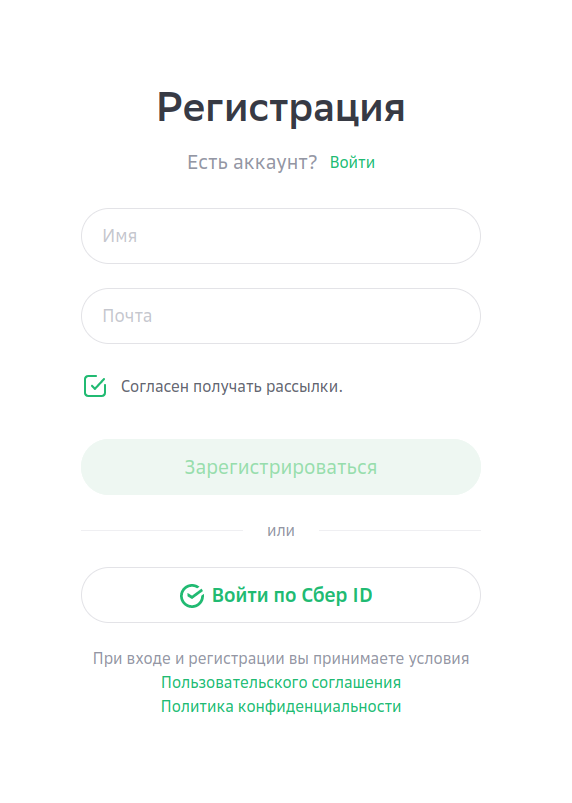 Регистрация
Есть аккаунт? Войти
Имя
Почта
Согласен получать рассылки.
Зарегистрироваться
или
Войти по Сбер ID
При входе и регистрации вы принимаете условия
Пользовательского соглашения
Политика конфиденциальности